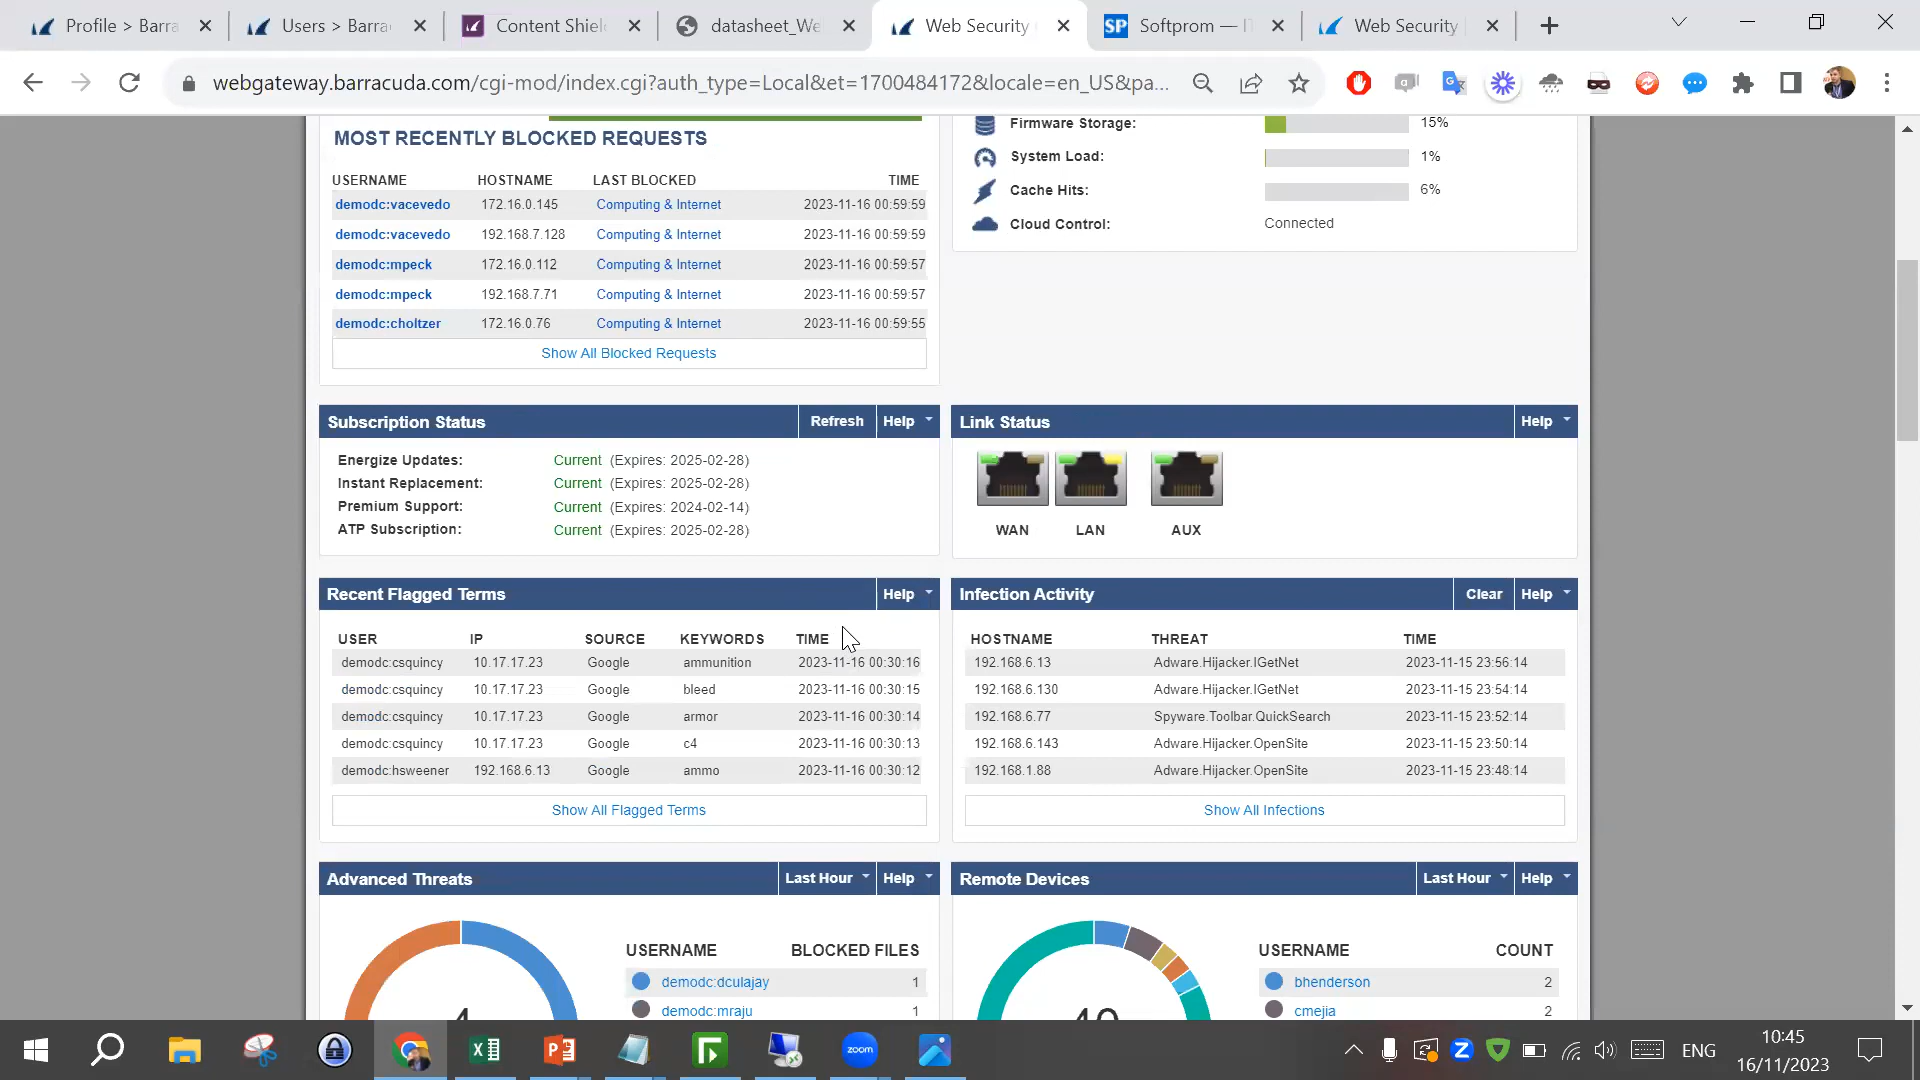 Profile > Barra
Users > Barra
Content Shiel
datasheet_We
Web Security
SP Softprom — IT
Web Security
webgateway.barracuda.com/cgi-mod/index.cgi?auth_type=Local&et=1700484172&locale=en_US&pa...
MOST RECENTLY BLOCKED REQUESTS
USERNAME HOSTNAME LAST BLOCKED TIME
demodc:vacevedo 172.16.0.145 Computing & Internet 2023-11-16 00:59:59
demodc:vacevedo 192.168.7.128 Computing & Internet 2023-11-16 00:59:59
demodc:mpeck 172.16.0.112 Computing & Internet 2023-11-16 00:59:57
demodc:mpeck 192.168.7.71 Computing & Internet 2023-11-16 00:59:57
demodc:choltzer 172.16.0.76 Computing & Internet 2023-11-16 00:59:55
Show All Blocked Requests
Firmware Storage: 15%
System Load: 1%
Cache Hits: 6%
Cloud Control: Connected
Subscription Status Refresh Help
Energize Updates: Current (Expires: 2025-02-28)
Instant Replacement: Current (Expires: 2025-02-28)
Premium Support: Current (Expires: 2024-02-14)
ATP Subscription: Current (Expires: 2025-02-28)
Link Status Help
WAN LAN AUX
Recent Flagged Terms Help
USER IP SOURCE KEYWORDS TIME
demodc:csquincy 10.17.17.23 Google ammunition 2023-11-16 00:30:16
demodc:csquincy 10.17.17.23 Google bleed 2023-11-16 00:30:15
demodc:csquincy 10.17.17.23 Google armor 2023-11-16 00:30:14
demodc:csquincy 10.17.17.23 Google c4 2023-11-16 00:30:13
demodc:hsweener 192.168.6.13 Google ammo 2023-11-16 00:30:12
Show All Flagged Terms
Infection Activity Clear Help
HOSTNAME THREAT TIME
192.168.6.13 Adware.Hijacker.IGetNet 2023-11-15 23:56:14
192.168.6.130 Adware.Hijacker.IGetNet 2023-11-15 23:54:14
192.168.6.77 Spyware.Toolbar.QuickSearch 2023-11-15 23:52:14
192.168.6.143 Adware.Hijacker.OpenSite 2023-11-15 23:50:14
192.168.1.88 Adware.Hijacker.OpenSite 2023-11-15 23:48:14
Show All Infections
Advanced Threats Last Hour Help
USERNAME BLOCKED FILES
demodc:dculajay 1
demodc:mraju 1
4
Remote Devices Last Hour Help
USERNAME COUNT
bhenderson 2
cmejia 2
40
zoom
ENG
10:45
16/11/2023